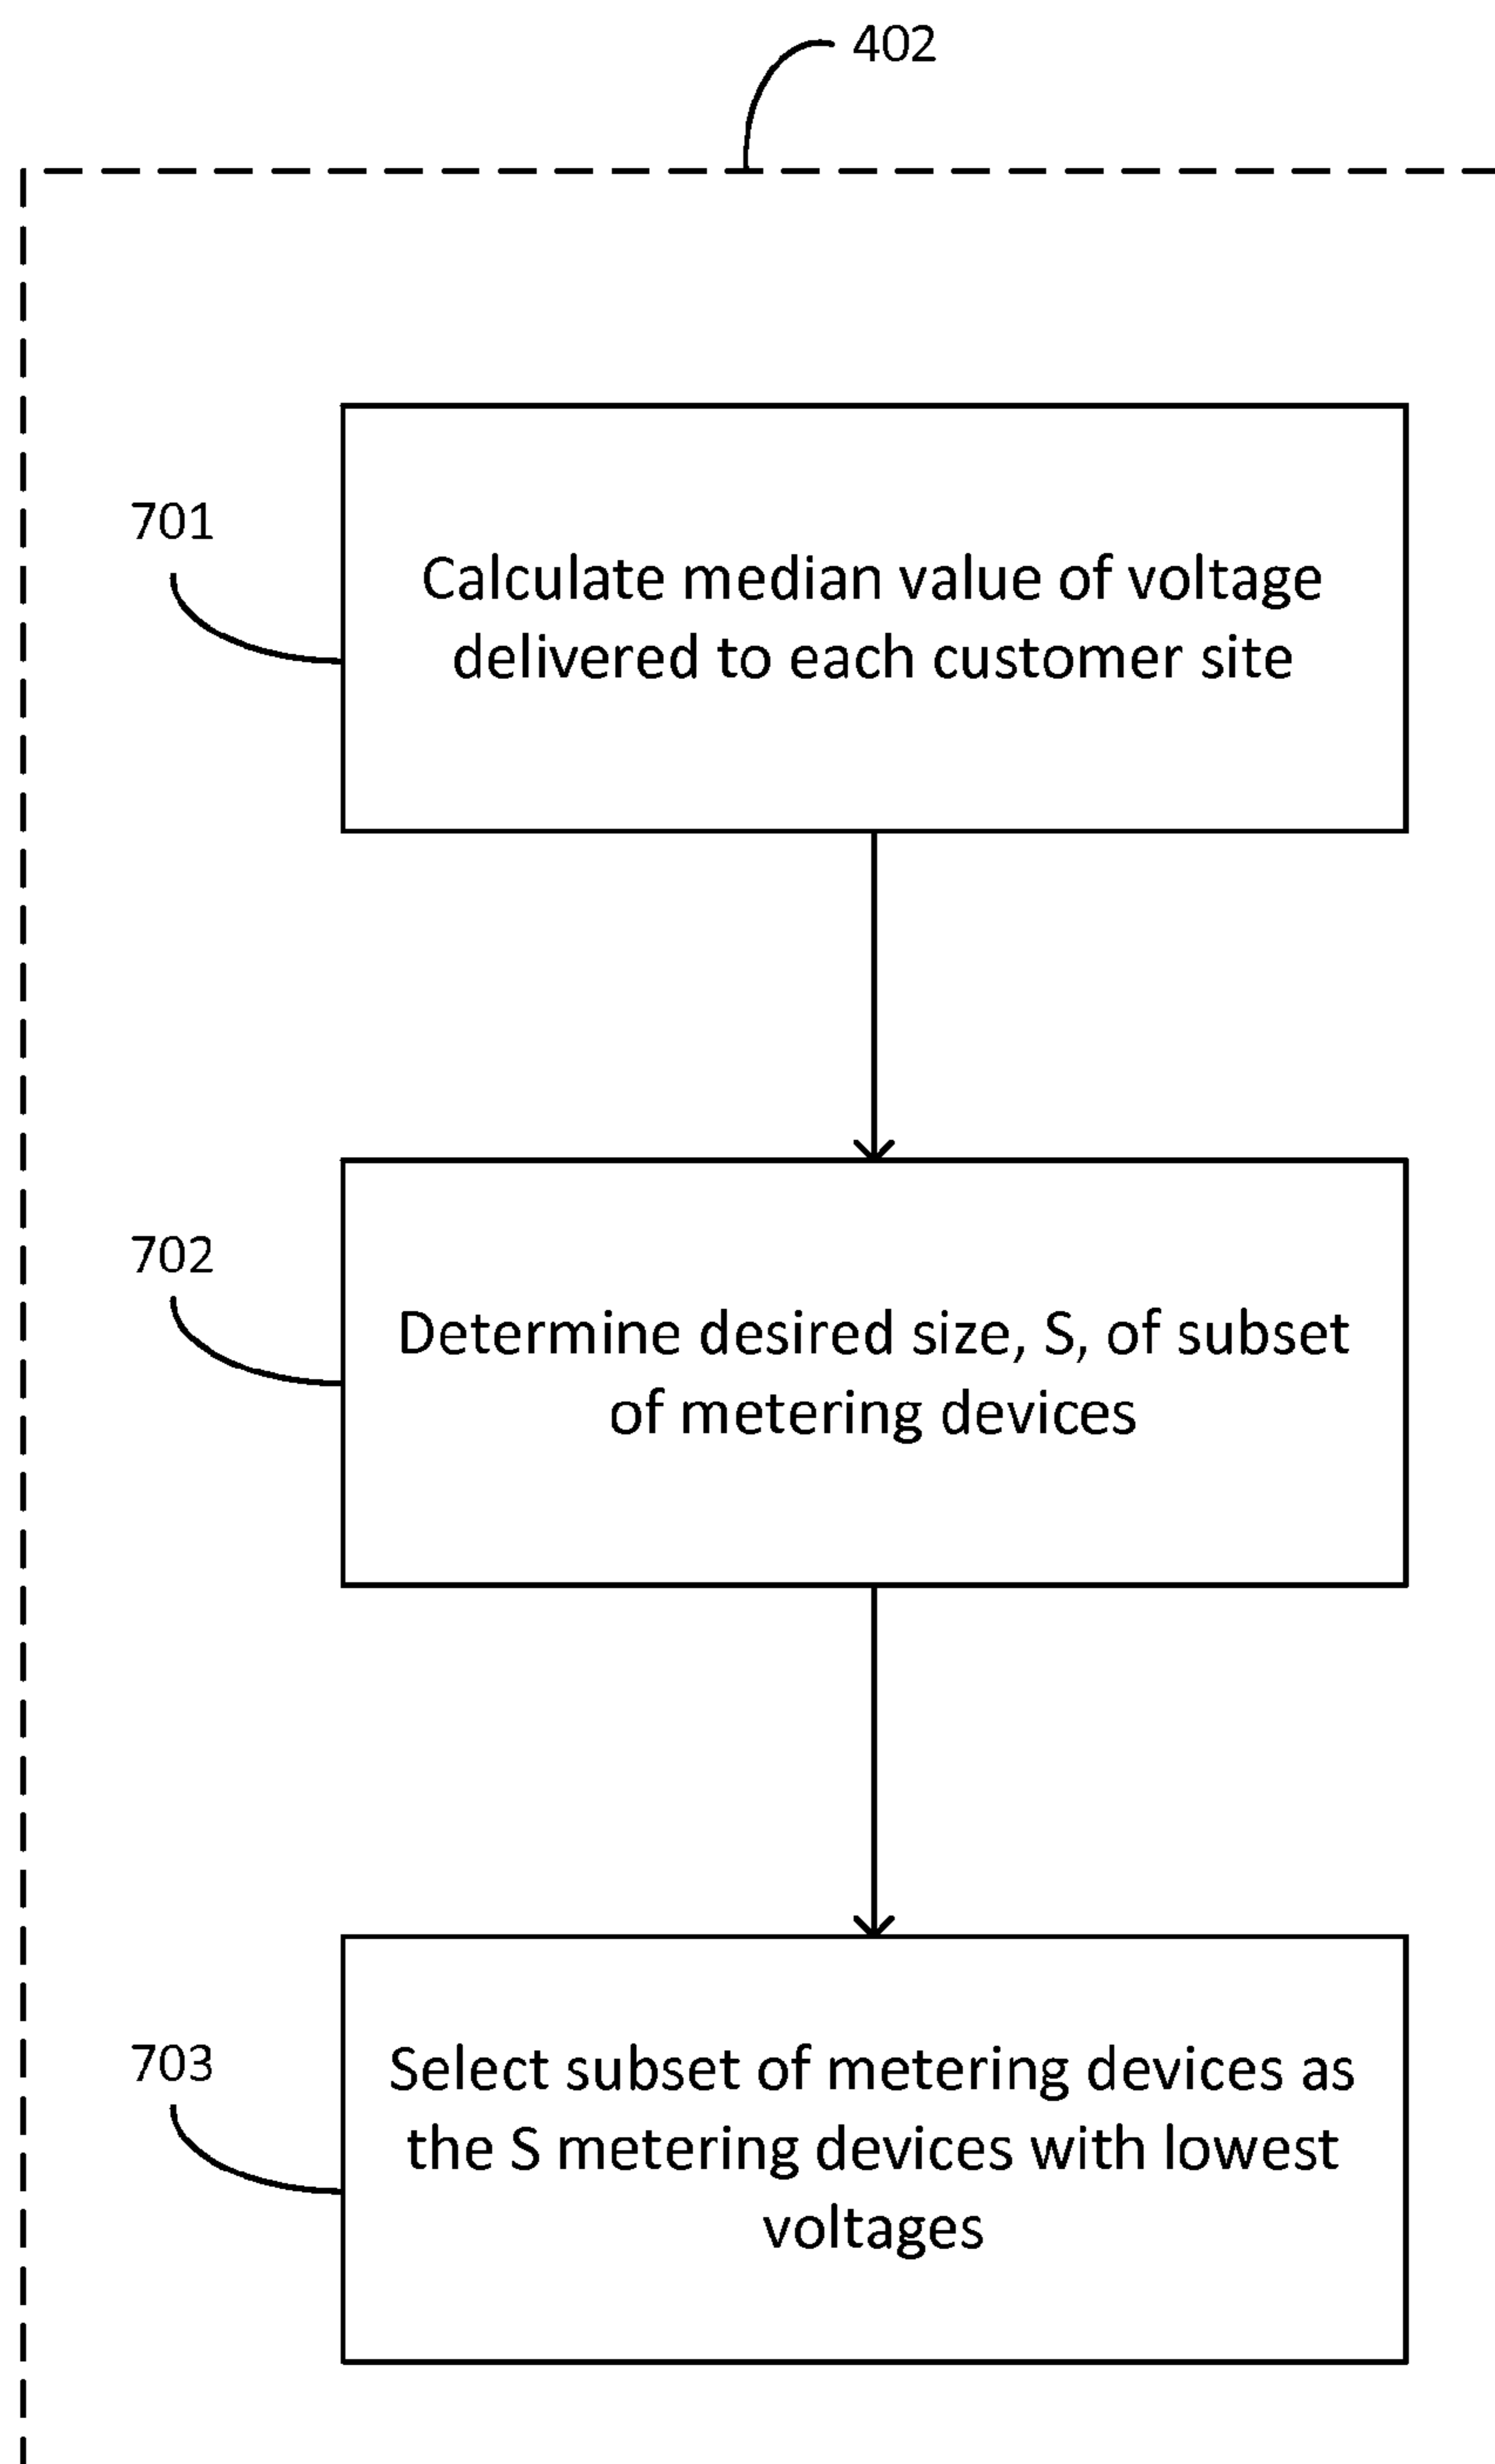 402
701
Calculate median value of voltage
delivered to each customer site
702
Determine desired size, S, of subset
of metering devices
703
Select subset of metering devices as
the S metering devices with lowest
voltages